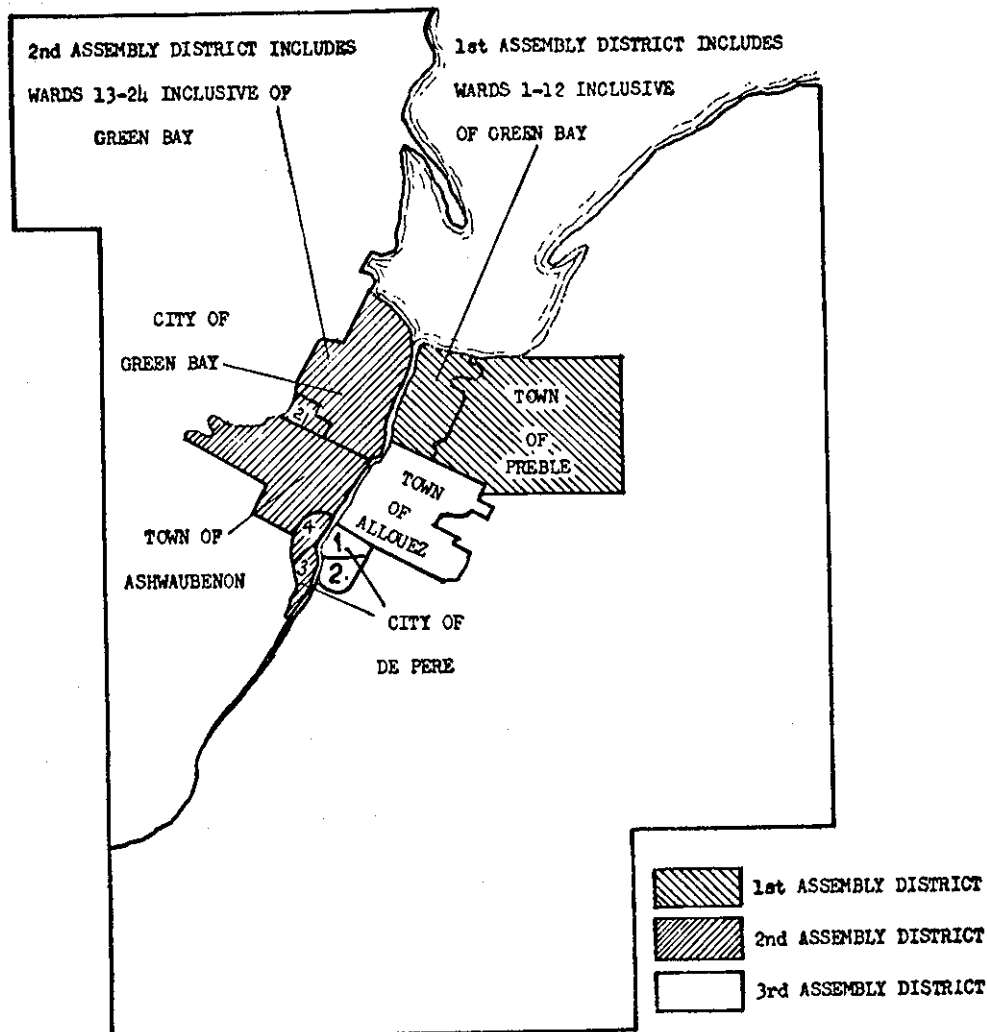 2nd ASSEMBLY DISTRICT INCLUDES
WARDS 13-24 INCLUSIVE OF
GREEN BAY
1st ASSEMBLY DISTRICT INCLUDES
WARDS 1-12 INCLUSIVE
OF GREEN BAY
CITY OF
GREEN BAY
21
TOWN
OF
PREBLE
TOWN
OF
ALLOUEZ
TOWN OF
ASHWAUBENON
4
3
1.
2.
CITY OF
DE PERE
1st ASSEMBLY DISTRICT
2nd ASSEMBLY DISTRICT
3rd ASSEMBLY DISTRICT